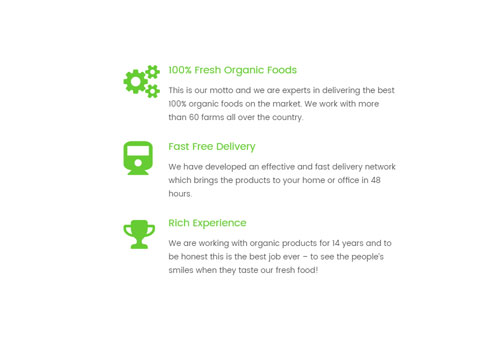 100% Fresh Organic Foods
This is our motto and we are experts in delivering the best
100% organic foods on the market. We work with more
than 60 farms all over the country.
Fast Free Delivery
We have developed an effective and fast delivery network
which brings the products to your home or office in 48
hours.
Rich Experience
We are working with organic products for 14 years and to
be honest this is the best job ever – to see the people's
smiles when they taste our fresh food!